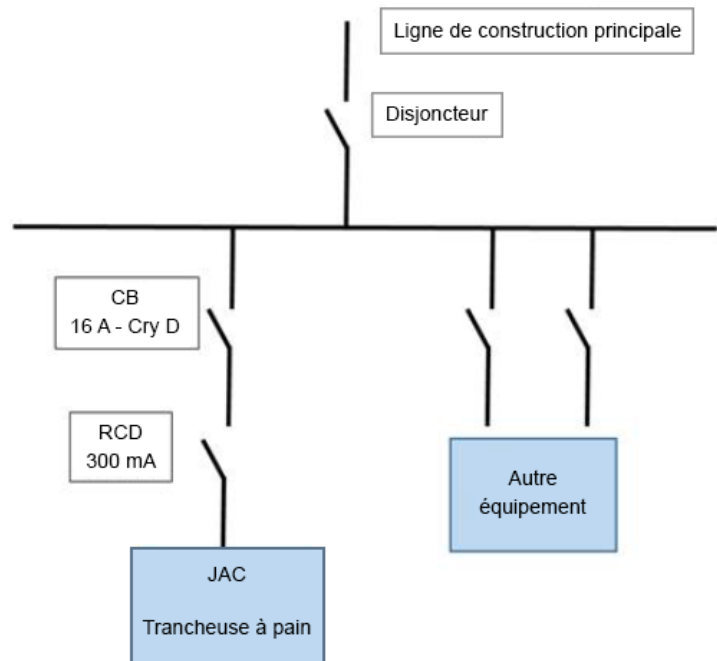 Ligne de construction principale
Disjoncteur
CB
16 A - Cry D
RCD
300 mA
Autre
équipement
JAC
Trancheuse à pain